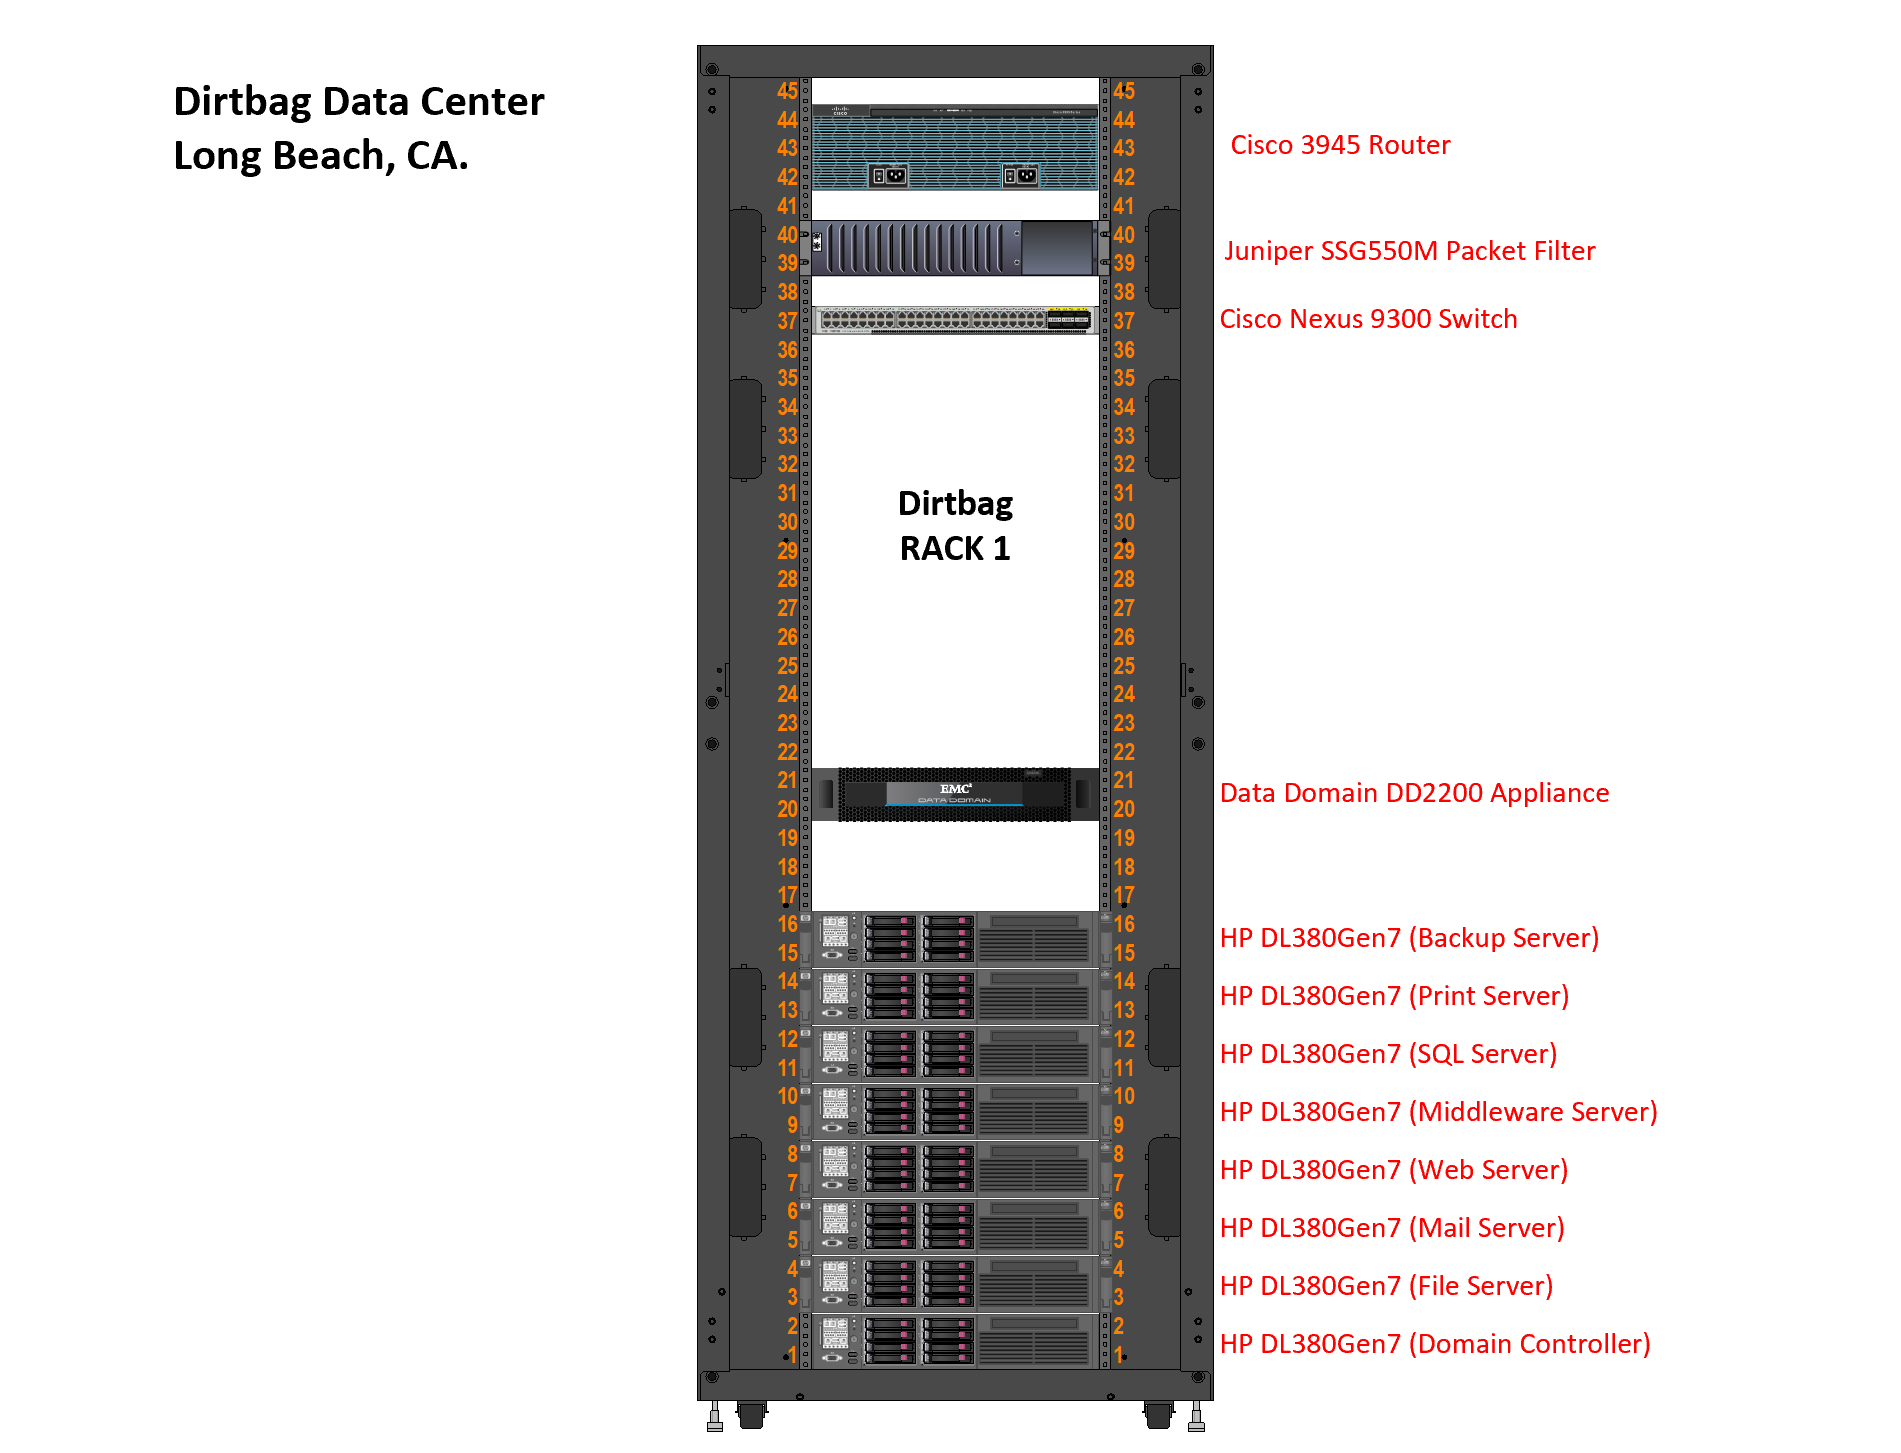 Dirtbag Data Center
Long Beach, CA.
45 45
44 44
Cisco 3945 Router
43 43
42 42
41 41
40 40
Juniper SSG550M Packet Filter
39 39
38 38
Cisco Nexus 9300 Switch
37 37
36 36
35 35
34 34
33 33
32 32
31 31
Dirtbag
30 30
RACK 1
29 29
28 28
27 27
26 26
25 25
24 24
23 23
22 22
21 21
EMC²
DATA DOMAIN
Data Domain DD2200 Appliance
20 20
19 19
18 18
17 17
16 16
HP DL380Gen7 (Backup Server)
15 15
14 14
HP DL380Gen7 (Print Server)
13 13
12 12
HP DL380Gen7 (SQL Server)
11 11
10 10
HP DL380Gen7 (Middleware Server)
9 9
8 8
HP DL380Gen7 (Web Server)
7 7
6 6
HP DL380Gen7 (Mail Server)
5 5
4 4
HP DL380Gen7 (File Server)
3 3
2 2
HP DL380Gen7 (Domain Controller)
1 1